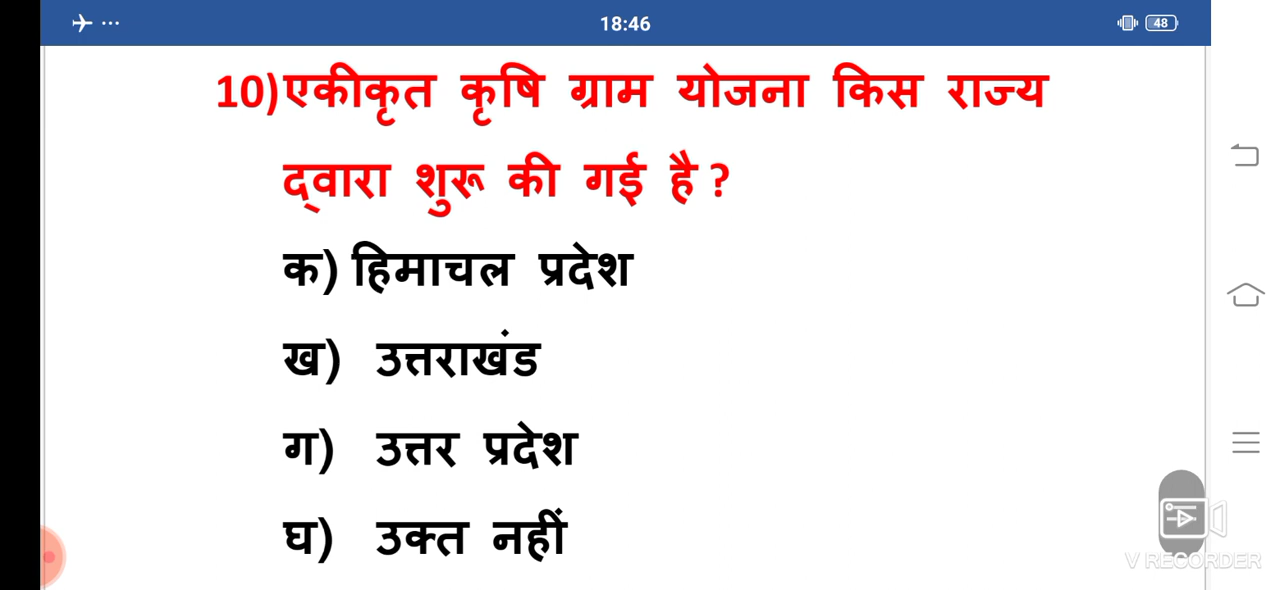 18:46
48
10)एकीकृत कृषि ग्राम योजना किस राज्य
द्वारा शुरू की गई है ?
क) हिमाचल प्रदेश
ख) उत्तराखंड
ग) उत्तर प्रदेश
घ) उक्त नहीं
V RECORDER